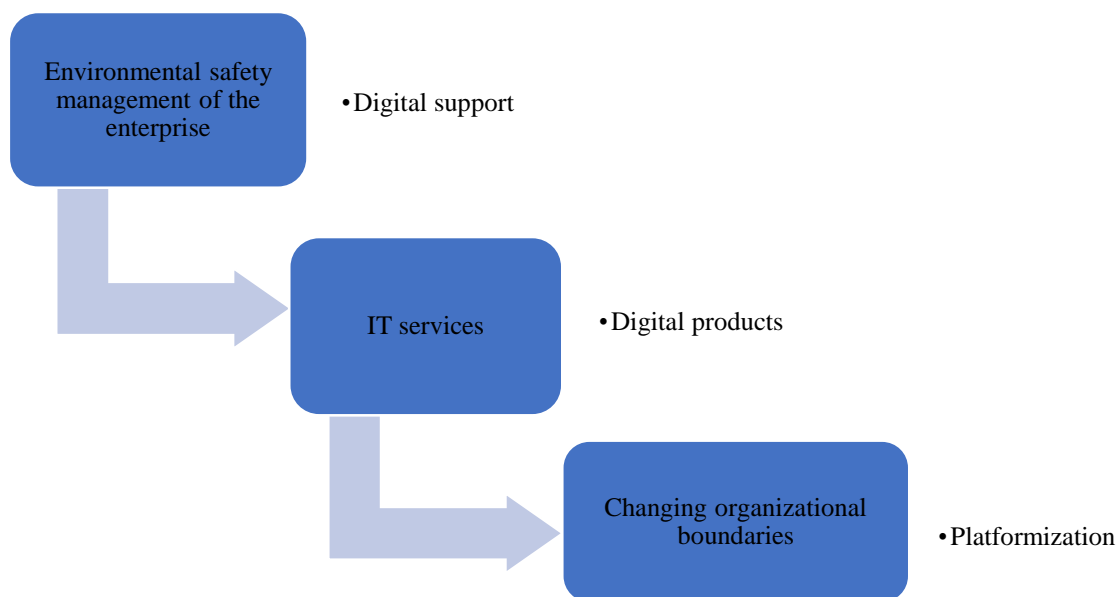 Environmental safety
management of the
enterprise
•Digital support
IT services
•Digital products
Changing organizational
boundaries
•Platformization